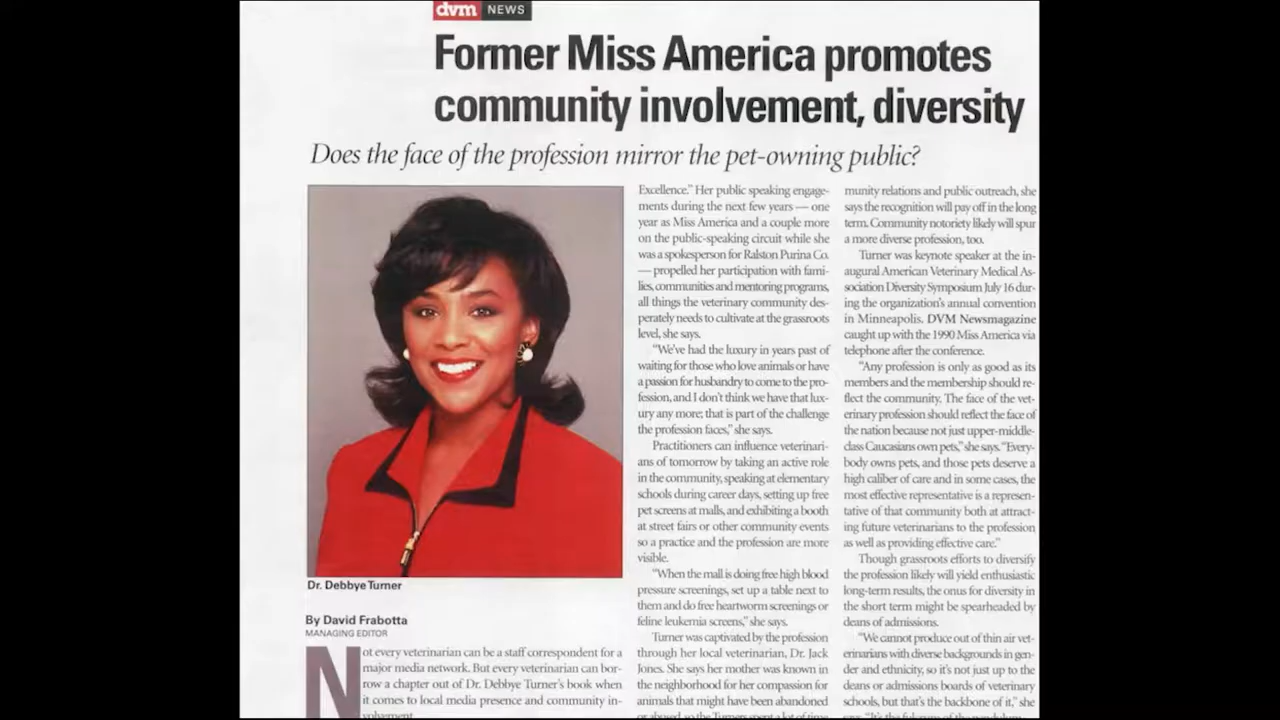 dvm NEWS
Former Miss America promotes
community involvement, diversity
Does the face of the profession mirror the pet-owning public?
Dr. Debbye Turner
By David Frabotta
MANAGING EDITOR
Not every veterinarian can be a staff correspondent for a
major media network. But every veterinarian can bor-
row a chapter out of Dr. Debbye Turner's book when
it comes to local media presence and community in-
volvement
Excellence." Her public speaking engage-
ments during the next few years — one
year as Miss America and a couple more
on the public-speaking circuit while she
was a spokesperson for Ralston Purina Co.
— propelled her participation with fami-
lies, communities and mentoring programs,
all things the veterinary community des-
perately needs to cultivate at the grassroots
level, she says.
"We've had the luxury in years past of
waiting for those who love animals or have
a passion for husbandry to come to the pro-
fession, and I don't think we have that lux-
ury any more; that is part of the challenge
the profession faces," she says.
Practitioners can influence veterinari-
ans of tomorrow by taking an active role
in the community, speaking at elementary
schools during career days, setting up free
pet screens at malls, and exhibiting a booth
at street fairs or other community events
so a practice and the profession are more
visible.
"When the mall is doing free high blood
pressure screenings, set up a table next to
them and do free heartworm screenings or
feline leukemia screens," she says.
Turner was captivated by the profession
through her local veterinarian, Dr. Jack
Jones. She says her mother was known in
the neighborhood for her compassion for
animals that might have been abandoned
or abused, so the Turners spent a lot of time
munity relations and public outreach, she
says the recognition will pay off in the long
term. Community notoriety likely will spur
a more diverse profession, too.
Turner was keynote speaker at the in-
augural American Veterinary Medical As-
sociation Diversity Symposium July 16 dur-
ing the organization's annual convention
in Minneapolis. DVM Newsmagazine
caught up with the 1990 Miss America via
telephone after the conference.
"Any profession is only as good as its
members and the membership should re-
flect the community. The face of the vet-
erinary profession should reflect the face of
the nation because not just upper-middle-
class Caucasians own pets," she says. "Every-
body owns pets, and those pets deserve a
high caliber of care and in some cases, the
most effective representative is a represen-
tative of that community both at attract-
ing future veterinarians to the profession
as well as providing effective care."
Though grassroots efforts to diversify
the profession likely will yield enthusiastic
long-term results, the onus for diversity in
the short term might be spearheaded by
deans of admissions.
"We cannot produce out of thin air vet-
erinarians with diverse backgrounds in gen-
der and ethnicity, so it's not just up to the
deans or admissions boards of veterinary
schools, but that's the backbone of it," she
says. "It's the fulcrum of the pendulum